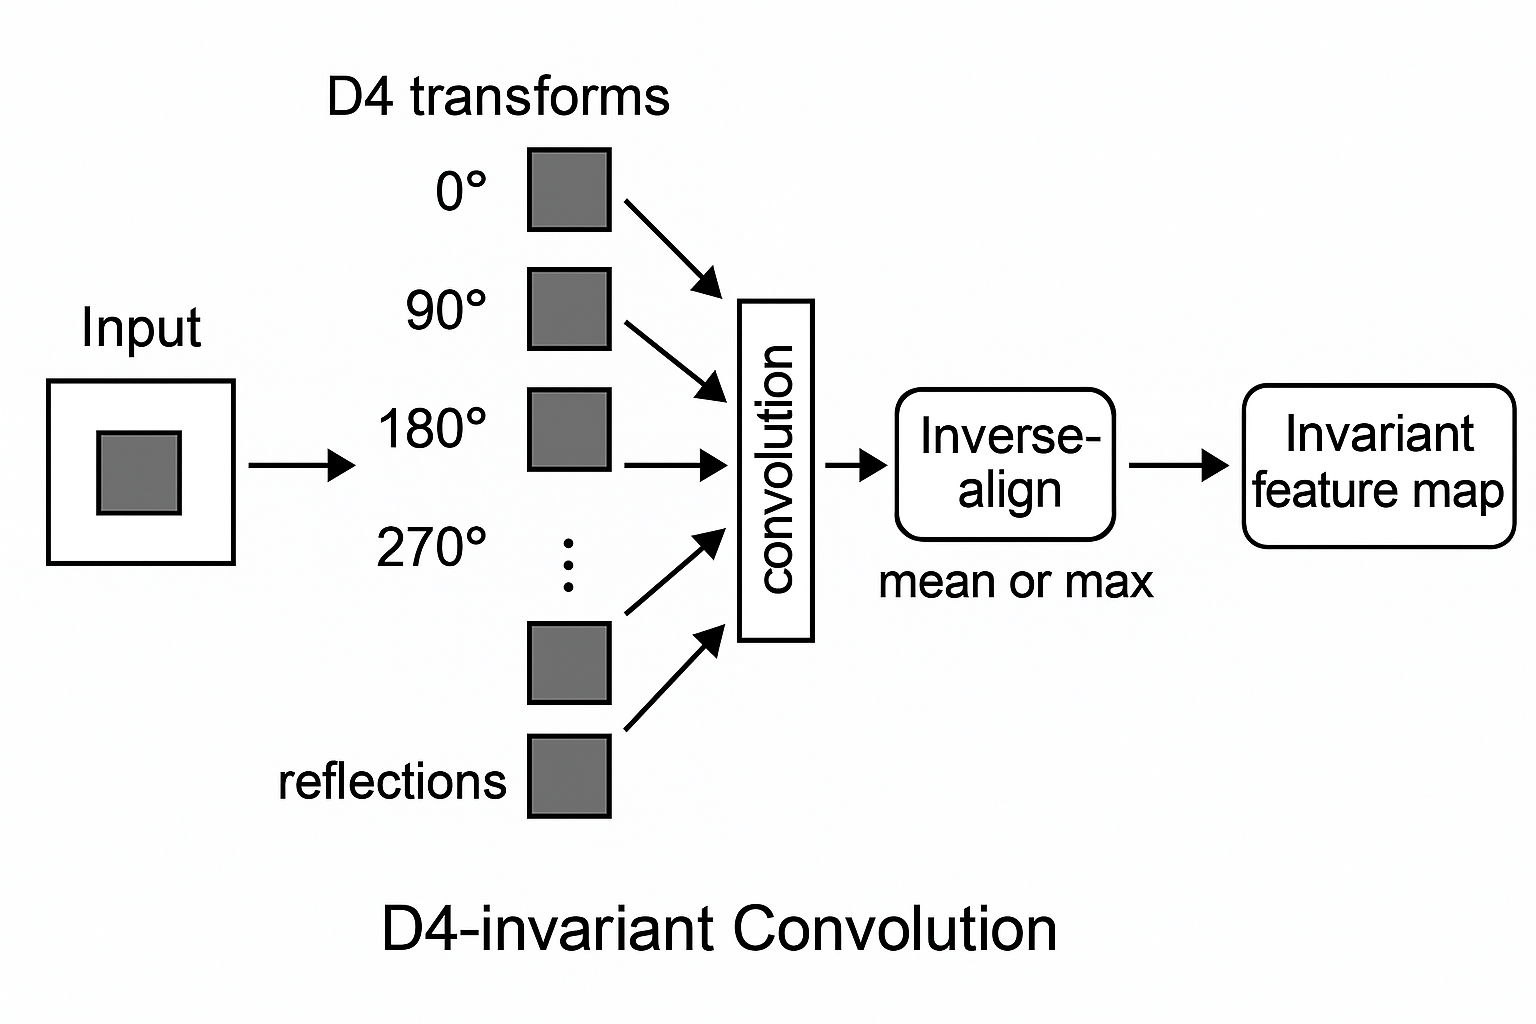 D4 transforms
0°
90°
180°
270°
reflections
Input
convolution
Inverse-
align
mean or max
Invariant
feature map
D4-invariant Convolution